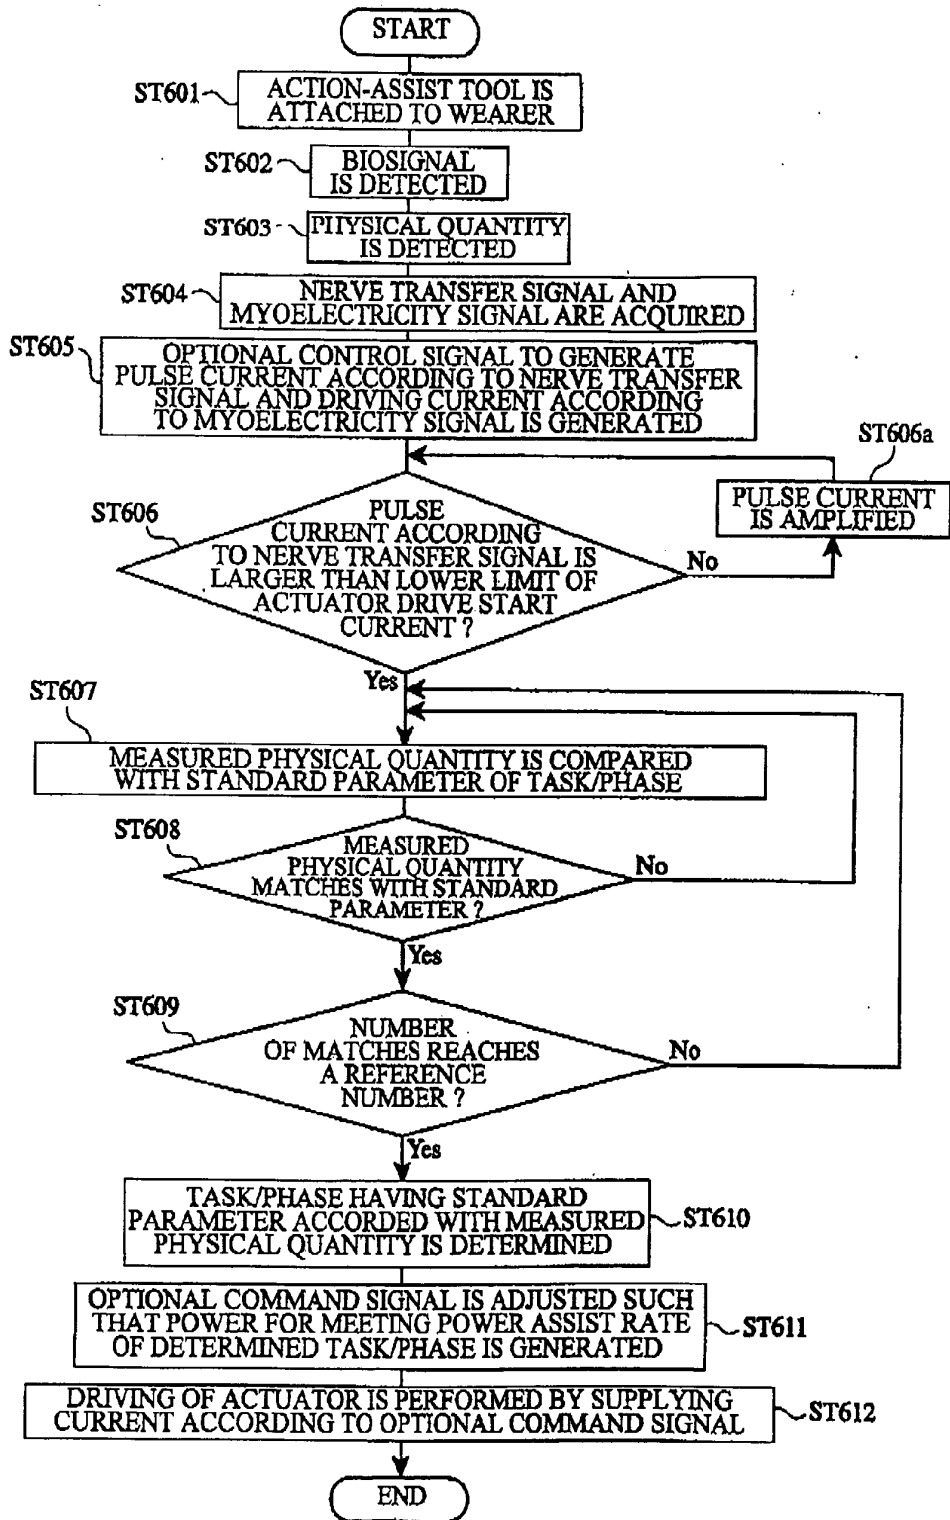 START
ST601
ACTION-ASSIST TOOL IS
ATTACHED TO WEARER
ST602
BIOSIGNAL
IS DETECTED
ST603
PHYSICAL QUANTITY
IS DETECTED
ST604
NERVE TRANSFER SIGNAL AND
MYOELECTRICITY SIGNAL ARE ACQUIRED
ST605
OPTIONAL CONTROL SIGNAL TO GENERATE
PULSE CURRENT ACCORDING TO NERVE TRANSFER
SIGNAL AND DRIVING CURRENT ACCORDING
TO MYOELECTRICITY SIGNAL IS GENERATED
ST606a
PULSE CURRENT
IS AMPLIFIED
ST606
PULSE
CURRENT ACCORDING
TO NERVE TRANSFER SIGNAL IS
LARGER THAN LOWER LIMIT OF
ACTUATOR DRIVE START
CURRENT ?
No
Yes
ST607
MEASURED PHYSICAL QUANTITY IS COMPARED
WITH STANDARD PARAMETER OF TASK/PHASE
ST608
MEASURED
PHYSICAL QUANTITY
MATCHES WITH STANDARD
PARAMETER ?
No
Yes
ST609
NUMBER
OF MATCHES REACHES
A REFERENCE
NUMBER ?
No
Yes
TASK/PHASE HAVING STANDARD
PARAMETER ACCORDED WITH MEASURED
PHYSICAL QUANTITY IS DETERMINED
ST610
OPTIONAL COMMAND SIGNAL IS ADJUSTED SUCH
THAT POWER FOR MEETING POWER ASSIST RATE
OF DETERMINED TASK/PHASE IS GENERATED
ST611
DRIVING OF ACTUATOR IS PERFORMED BY SUPPLYING
CURRENT ACCORDING TO OPTIONAL COMMAND SIGNAL
ST612
END